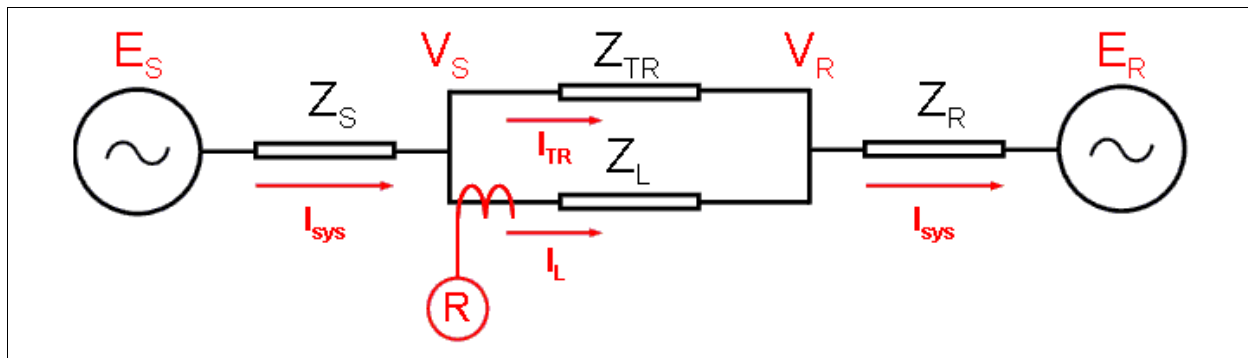 E_S V_S Z_TR V_R E_R
Z_S I_TR Z_R
Z_L
I_sys I_L I_sys
R